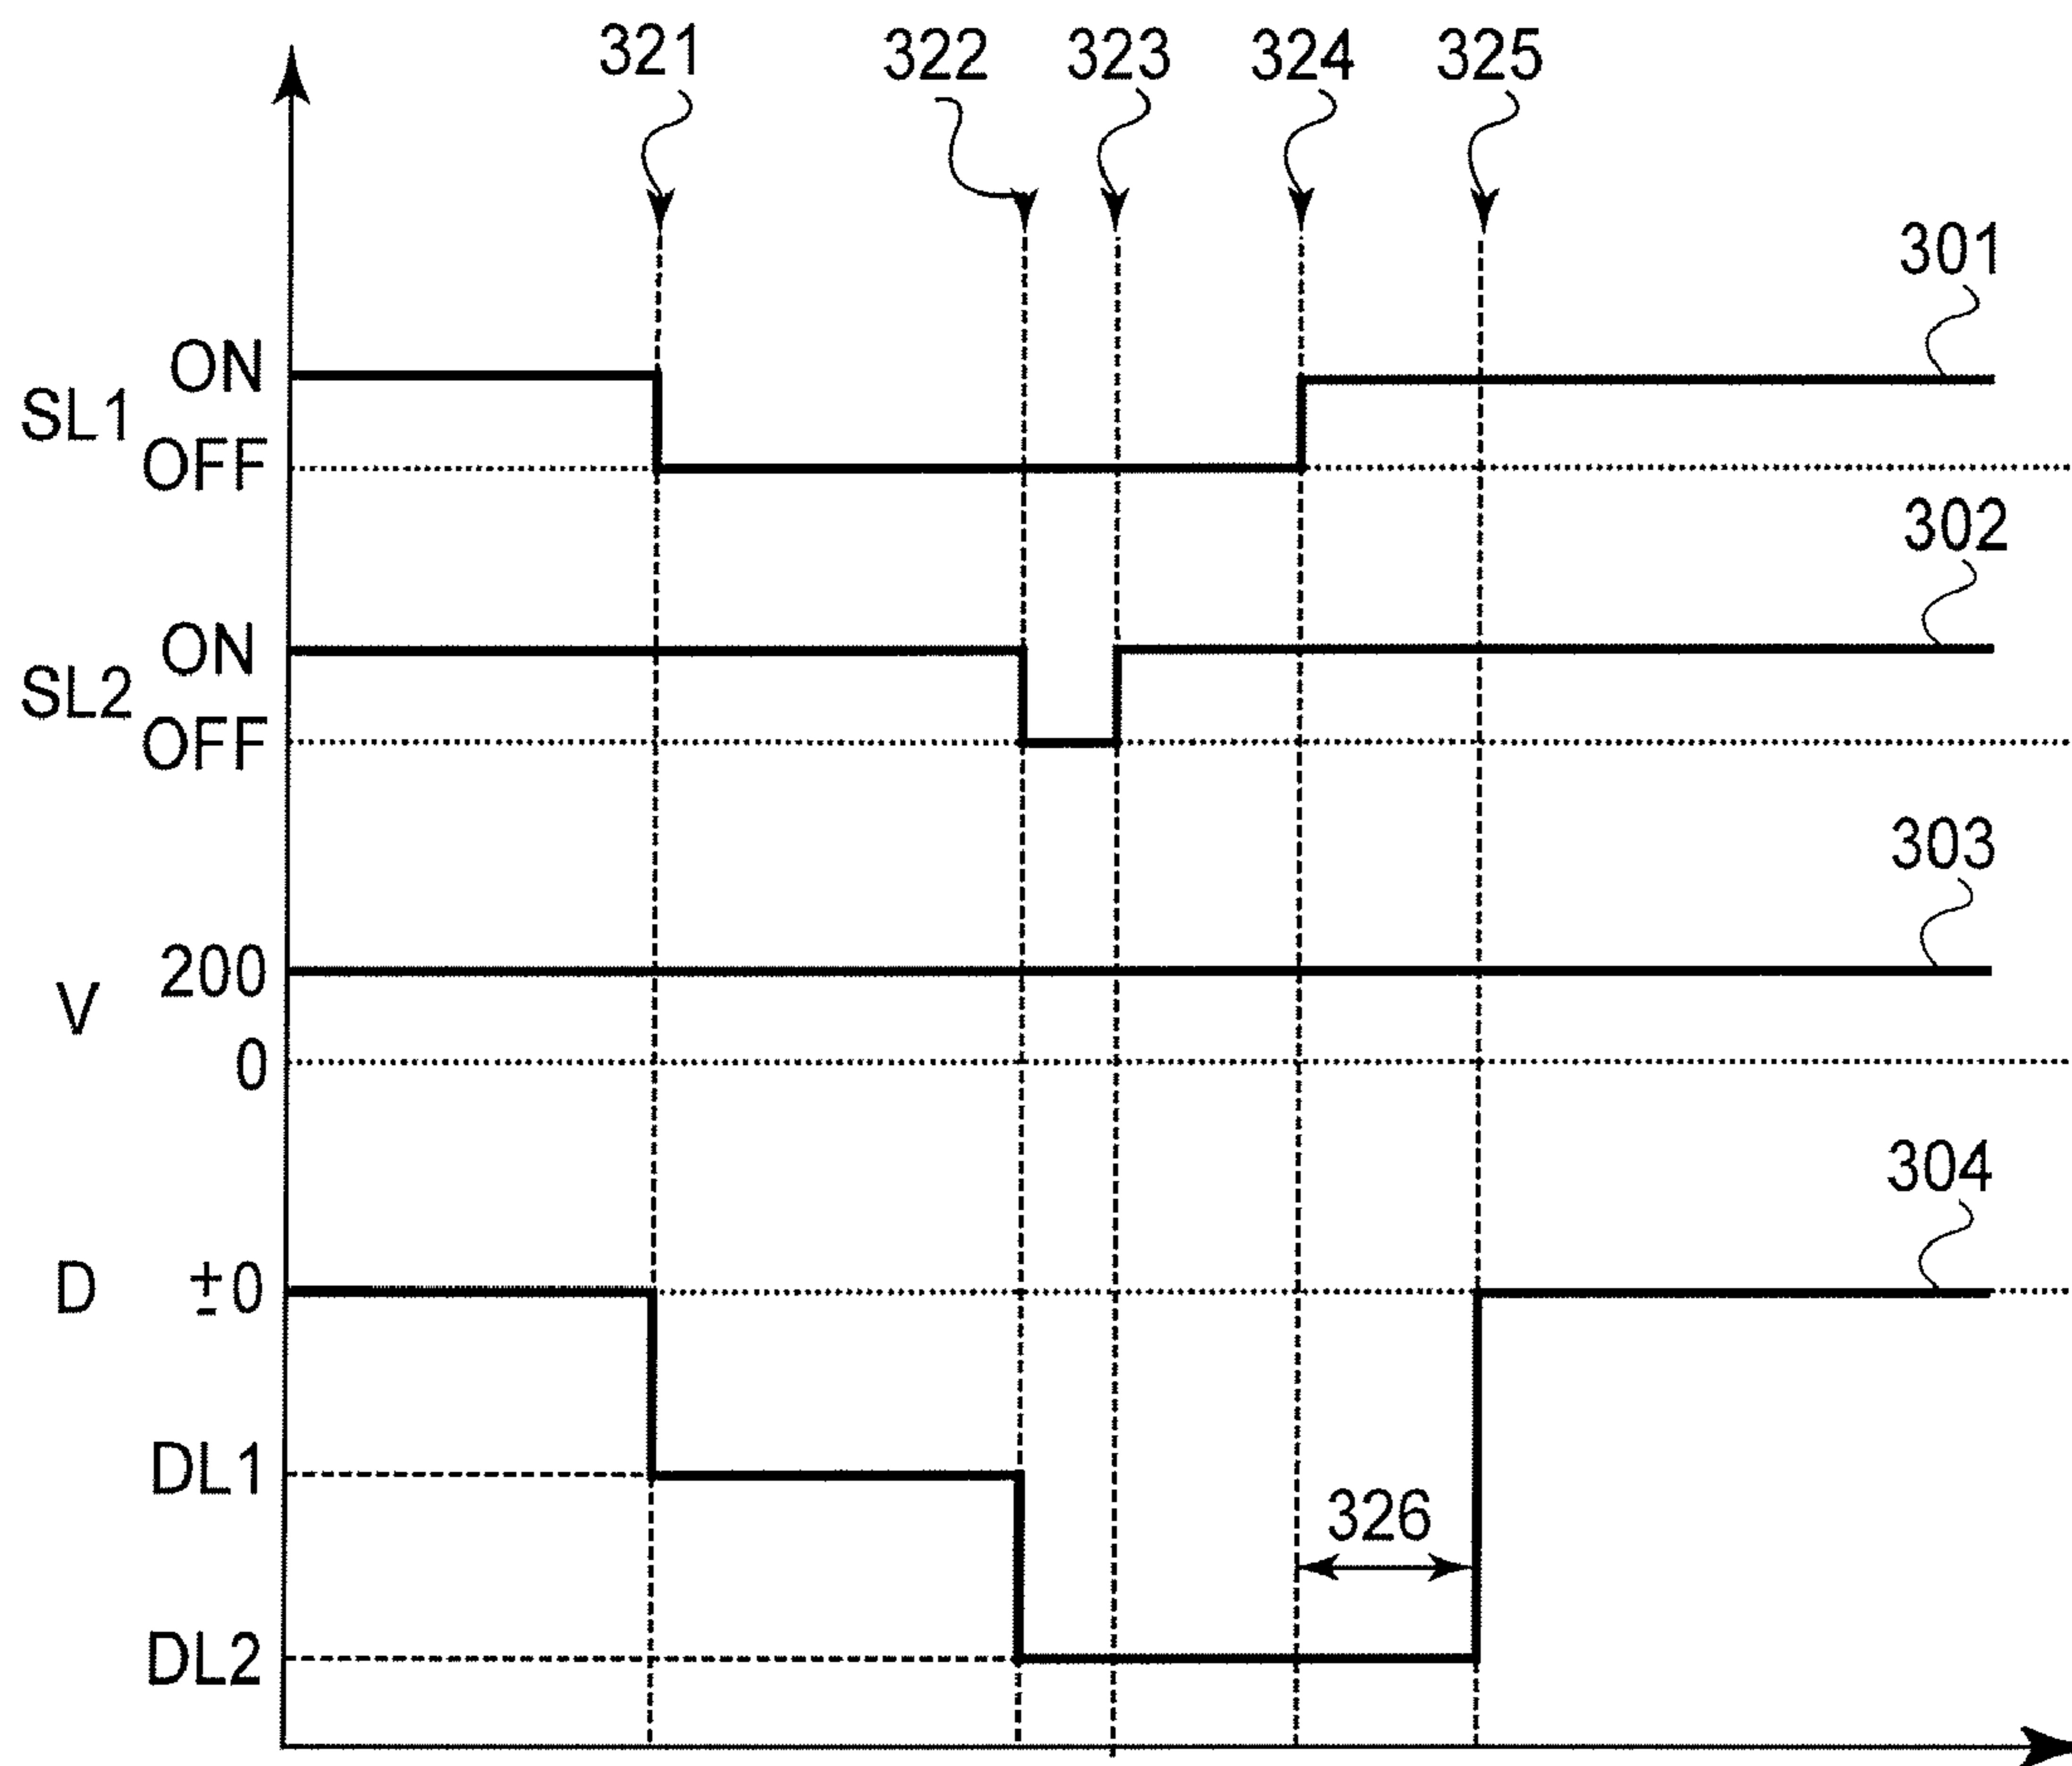 321 322 323 324 325
301
ON
SL1
OFF
302
ON
SL2
OFF
303
200
V
0
304
D ±0
DL1
326
DL2